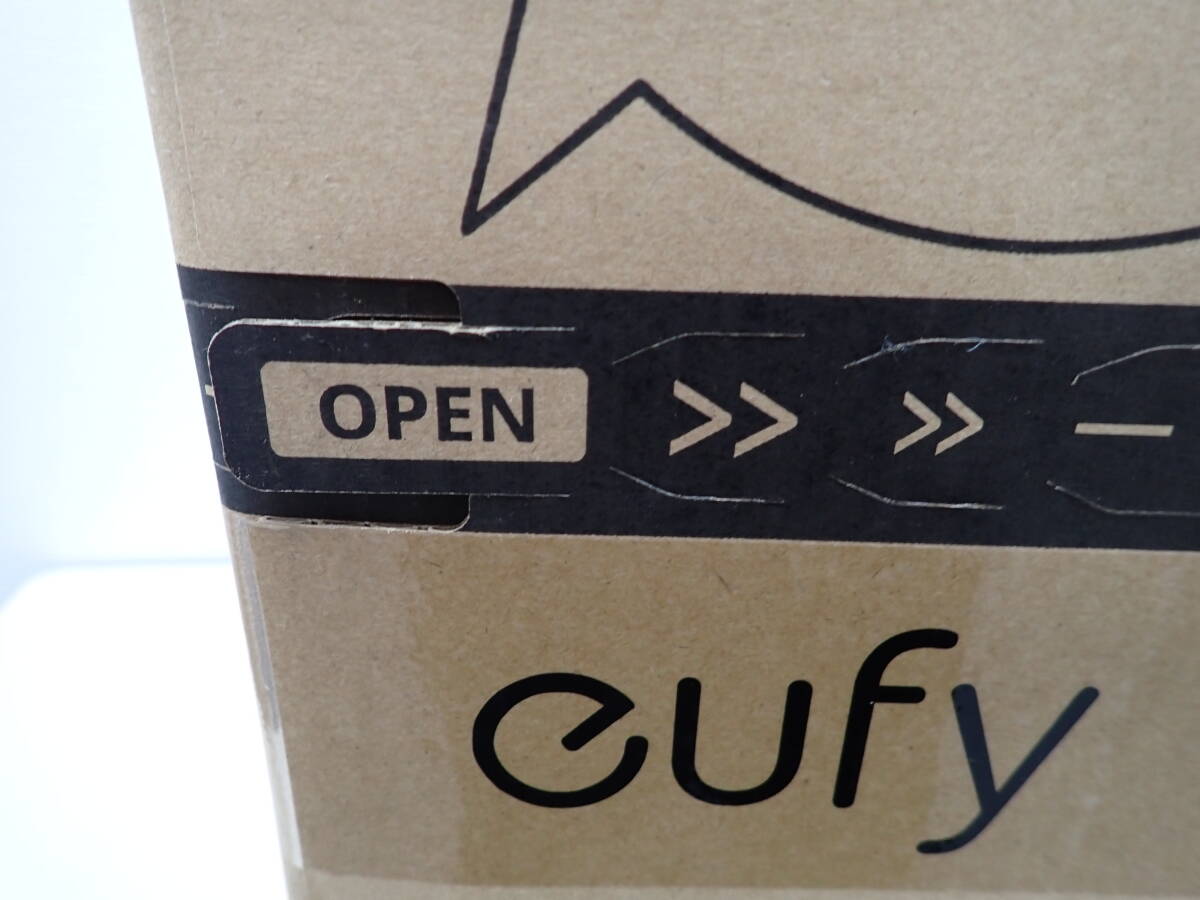 OPEN >> >> –
eufy